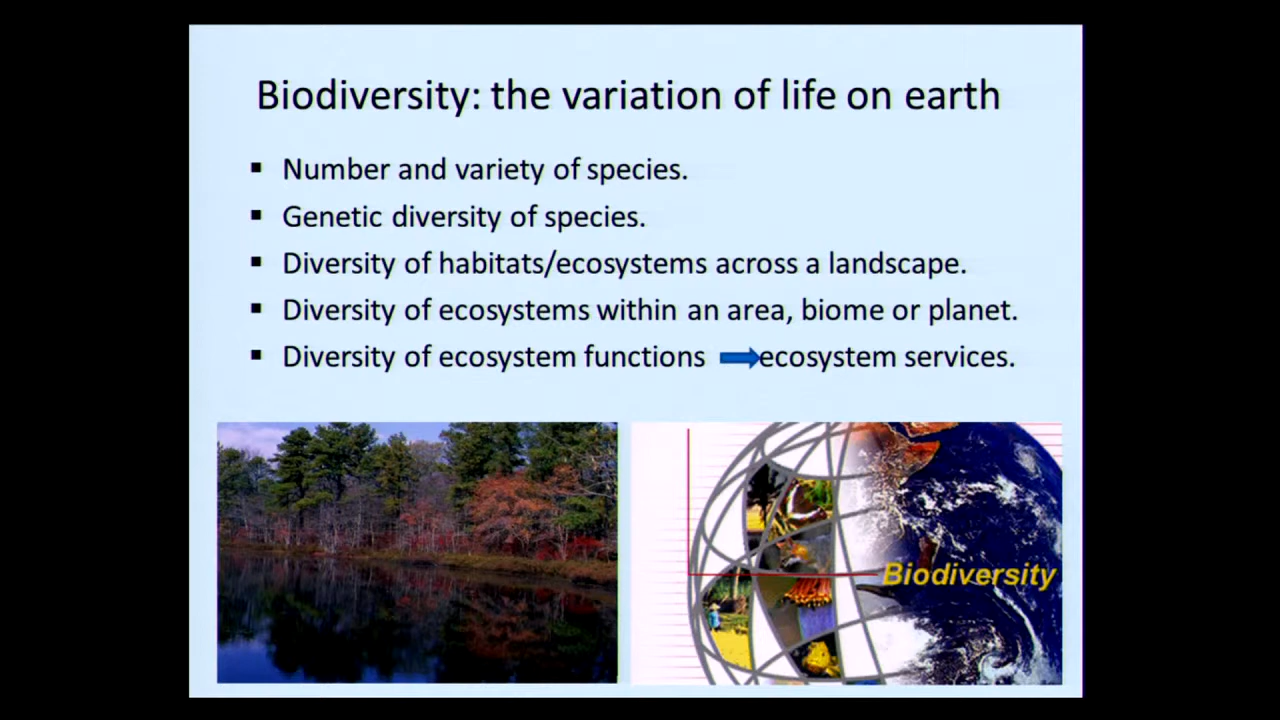 Biodiversity: the variation of life on earth
▪ Number and variety of species.
▪ Genetic diversity of species.
▪ Diversity of habitats/ecosystems across a landscape.
▪ Diversity of ecosystems within an area, biome or planet.
▪ Diversity of ecosystem functions ecosystem services.
Biodiversity